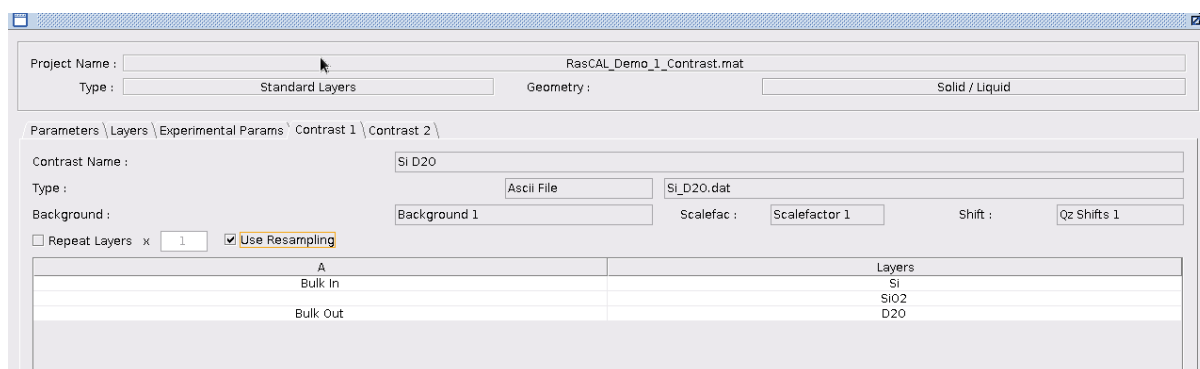 Project Name : RasCAL_Demo_1_Contrast.mat
Type : Standard Layers Geometry : Solid / Liquid
Parameters Layers Experimental Params Contrast 1 Contrast 2
Contrast Name : Si D2O
Type : Ascii File Si_D2O.dat
Background : Background 1 Scalefac : Scalefactor 1 Shift : Qz Shifts 1
Repeat Layers x 1 Use Resampling
A Layers
Bulk In Si
SiO2
Bulk Out D2O